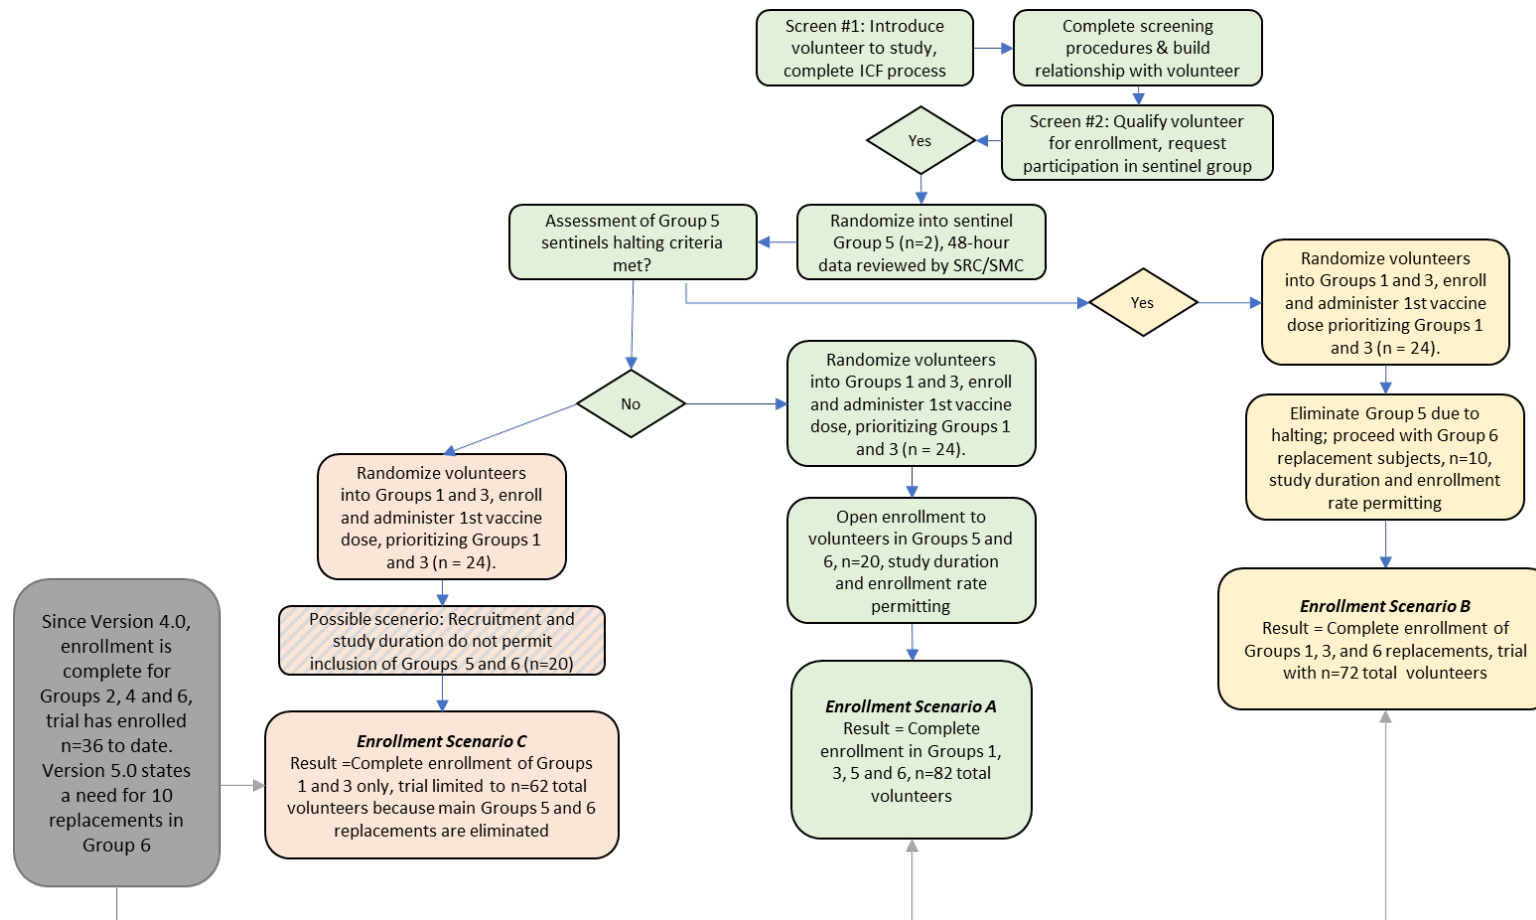 Screen #1: Introduce
volunteer to study,
complete ICF process
Complete screening
procedures & build
relationship with volunteer
Screen #2: Qualify volunteer
for enrollment, request
participation in sentinel group
Yes
Randomize into sentinel
Group 5 (n=2), 48-hour
data reviewed by SRC/SMC
Assessment of Group 5
sentinels halting criteria
met?
Yes
Randomize volunteers
into Groups 1 and 3, enroll
and administer 1st vaccine
dose prioritizing Groups 1
and 3 (n = 24).
Eliminate Group 5 due to
halting; proceed with Group 6
replacement subjects, n=10,
study duration and enrollment
rate permitting
Enrollment Scenario B
Result = Complete enrollment of
Groups 1, 3, and 6 replacements, trial
with n=72 total volunteers
No
Randomize volunteers
into Groups 1 and 3, enroll
and administer 1st vaccine
dose, prioritizing Groups 1
and 3 (n = 24).
Open enrollment to
volunteers in Groups 5 and
6, n=20, study duration
and enrollment rate
permitting
Enrollment Scenario A
Result = Complete
enrollment in Groups 1,
3, 5 and 6, n=82 total
volunteers
Randomize volunteers
into Groups 1 and 3, enroll
and administer 1st vaccine
dose, prioritizing Groups 1
and 3 (n = 24).
Possible scenerio: Recruitment and
study duration do not permit
inclusion of Groups 5 and 6 (n=20)
Enrollment Scenario C
Result =Complete enrollment of Groups
1 and 3 only, trial limited to n=62 total
volunteers because main Groups 5 and 6
replacements are eliminated
Since Version 4.0,
enrollment is
complete for
Groups 2, 4 and 6,
trial has enrolled
n=36 to date.
Version 5.0 states
a need for 10
replacements in
Group 6